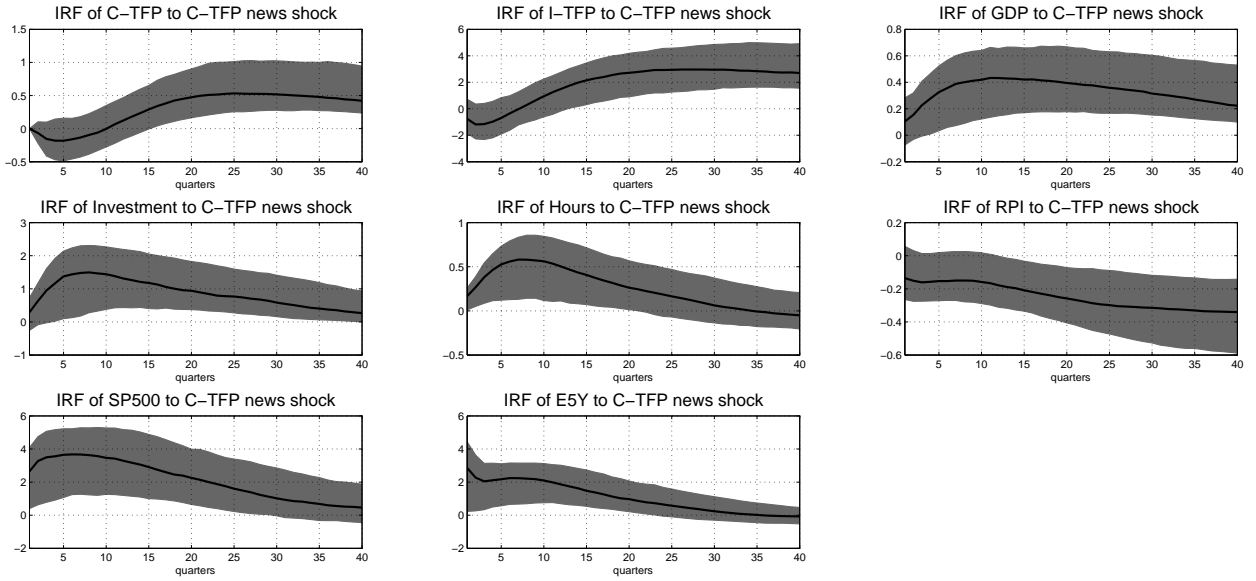 IRF of C−TFP to C−TFP news shock
1.5
1
0.5
0
−0.5
5 10 15 20 25 30 35 40
quarters
IRF of I−TFP to C−TFP news shock
6
4
2
0
−2
−4
5 10 15 20 25 30 35 40
quarters
IRF of GDP to C−TFP news shock
0.8
0.6
0.4
0.2
0
−0.2
5 10 15 20 25 30 35 40
quarters
IRF of Investment to C−TFP news shock
3
2
1
0
−1
5 10 15 20 25 30 35 40
quarters
IRF of Hours to C−TFP news shock
1
0.5
0
−0.5
5 10 15 20 25 30 35 40
quarters
IRF of RPI to C−TFP news shock
0.2
0
−0.2
−0.4
−0.6
5 10 15 20 25 30 35 40
quarters
IRF of SP500 to C−TFP news shock
6
4
2
0
−2
5 10 15 20 25 30 35 40
quarters
IRF of E5Y to C−TFP news shock
6
4
2
0
−2
5 10 15 20 25 30 35 40
quarters